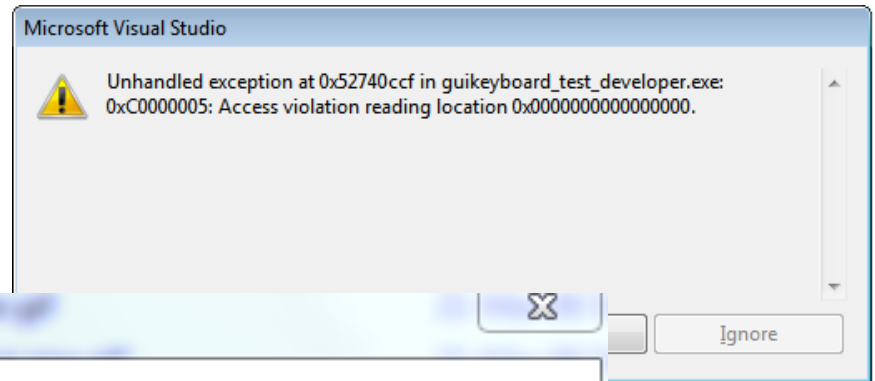 Microsoft Visual Studio
Unhandled exception at 0x52740ccf in guikeyboard_test_developer.exe:
0xC0000005: Access violation reading location 0x0000000000000000.
Ignore